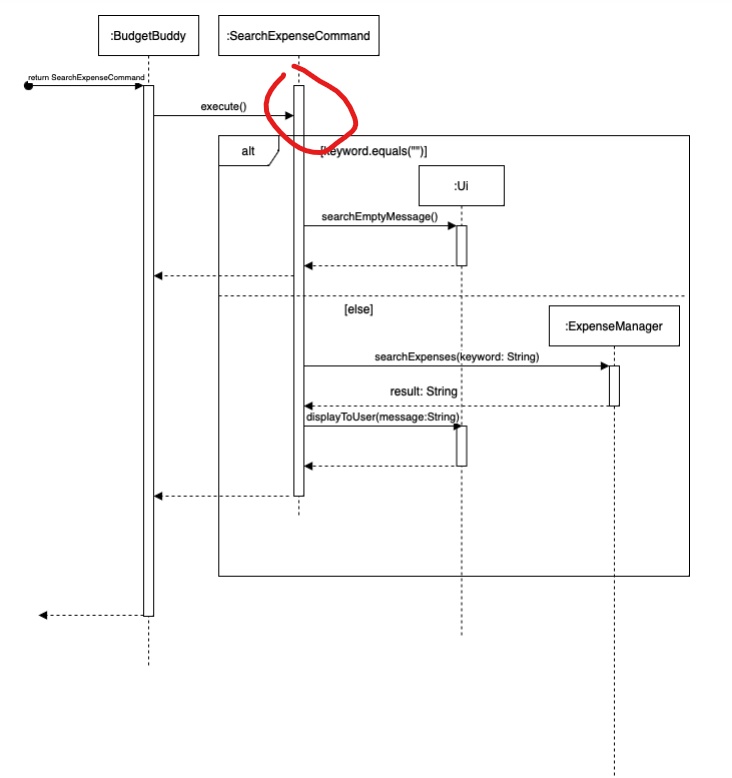 :BudgetBuddy
:SearchExpenseCommand
return SearchExpenseCommand
execute()
alt
[keyword.equals("")]
:Ui
searchEmptyMessage()
[else]
:ExpenseManager
searchExpenses(keyword: String)
result: String
displayToUser(message:String)